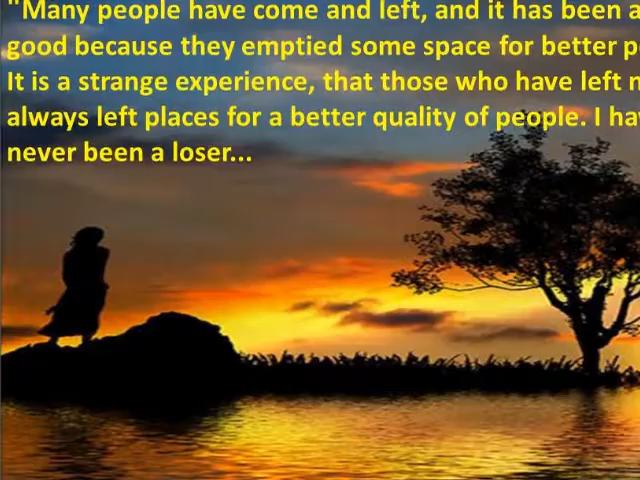 "Many people have come and left, and it has been a
good because they emptied some space for better p
It is a strange experience, that those who have left m
always left places for a better quality of people. I hav
never been a loser...